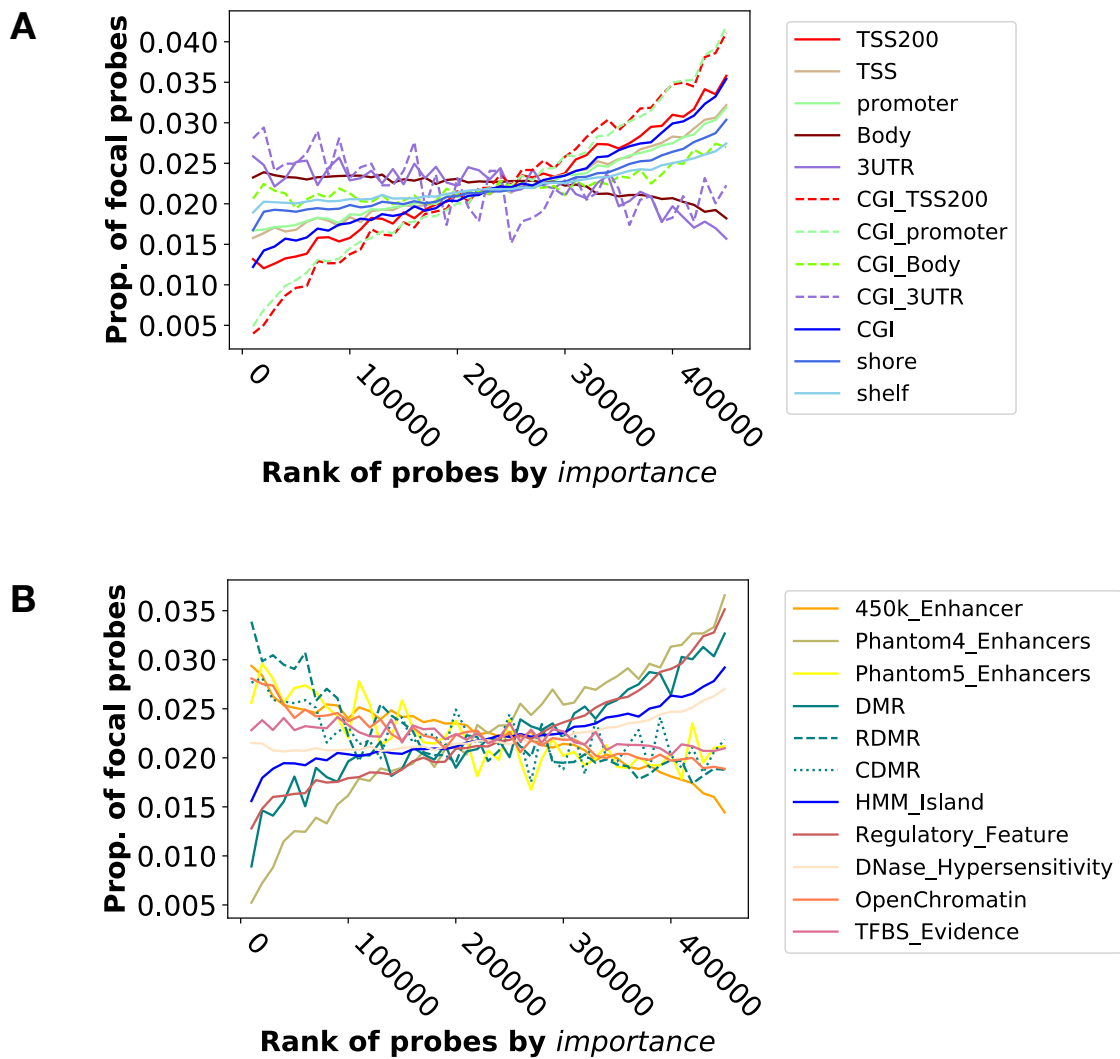 A
Prop. of focal probes
0.040
0.035
0.030
0.025
0.020
0.015
0.010
0.005
0
100000
200000
300000
400000
Rank of probes by importance
TSS200
TSS
promoter
Body
3UTR
CGI_TSS200
CGI_promoter
CGI_Body
CGI_3UTR
CGI
shore
shelf
B
Prop. of focal probes
0.035
0.030
0.025
0.020
0.015
0.010
0.005
0
100000
200000
300000
400000
Rank of probes by importance
450k_Enhancer
Phantom4_Enhancers
Phantom5_Enhancers
DMR
RDMR
CDMR
HMM_Island
Regulatory_Feature
DNase_Hypersensitivity
OpenChromatin
TFBS_Evidence